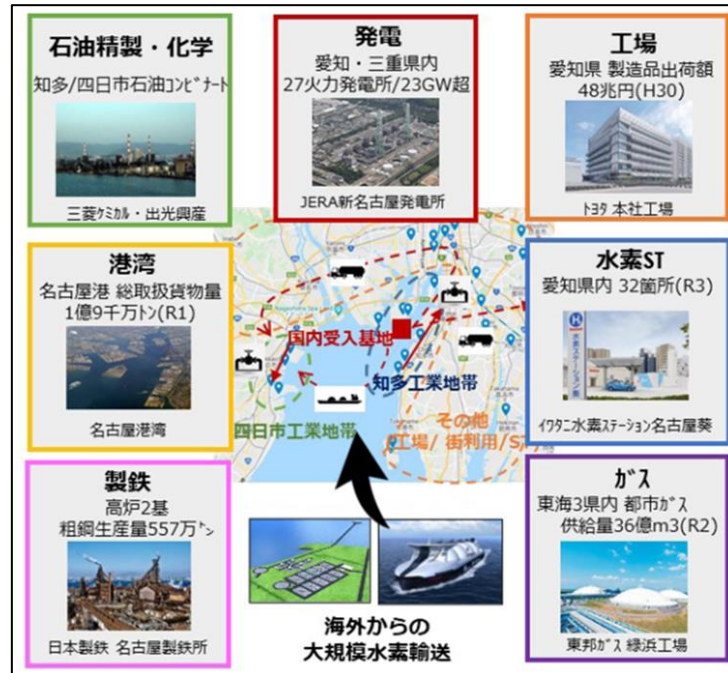 石油精製・化学
知多/四日市石油ｺﾝﾋﾞﾅｰﾄ
三菱ｹﾐｶﾙ・出光興産
発電
愛知・三重県内
27火力発電所/23GW超
JERA新名古屋発電所
工場
愛知県 製造品出荷額
48兆円(H30)
ﾄﾖﾀ 本社工場
港湾
名古屋港 総取扱貨物量
1億9千万ﾄﾝ(R1)
名古屋港湾
国内受入基地
知多工業地帯
四日市工業地帯
その他
(工場/ 街利用/ST)
水素ST
愛知県内 32箇所(R3)
水素ステーション
ｲﾜﾀﾆ水素ｽﾃｰｼｮﾝ名古屋葵
製鉄
高炉2基
粗鋼生産量557万㌧
日本製鉄 名古屋製鉄所
海外からの
大規模水素輸送
ｶﾞｽ
東海3県内 都市ｶﾞｽ
供給量36億m3(R2)
東邦ｶﾞｽ 緑浜工場